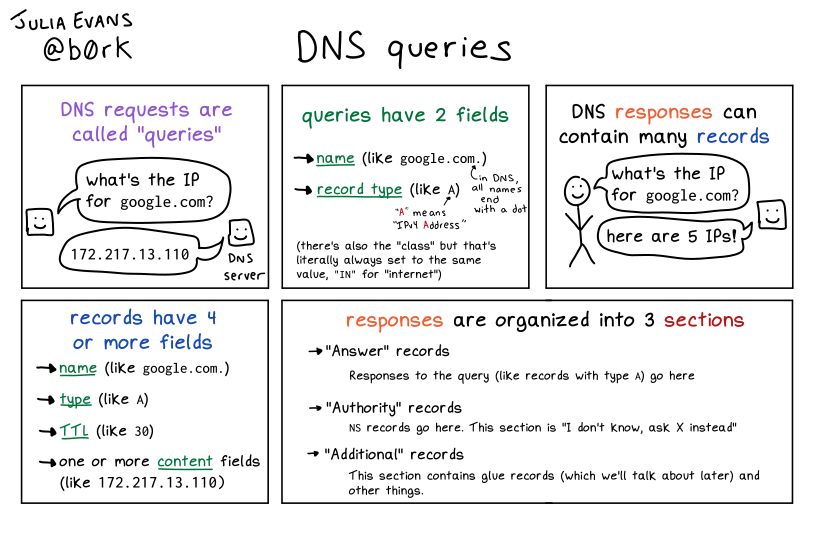 JULIA EVANS
@b0rk
DNS queries
DNS requests are
called "queries"
what's the IP
for google.com?
172.217.13.110
DNS
server
queries have 2 fields
→ name (like google.com.)
in DNS,
all names
end
with a dot
→ record type (like A)
"A" means
"IPv4 Address"
(there's also the "class" but that's
literally always set to the same
value, "IN" for "internet")
DNS responses can
contain many records
what's the IP
for google.com?
here are 5 IPs!
records have 4
or more fields
→ name (like google.com.)
→ type (like A)
→ TTL (like 30)
→ one or more content fields
(like 172.217.13.110)
responses are organized into 3 sections
→ "Answer" records
Responses to the query (like records with type A) go here
→ "Authority" records
NS records go here. This section is "I don't know, ask X instead"
→ "Additional" records
This section contains glue records (which we'll talk about later) and
other things.